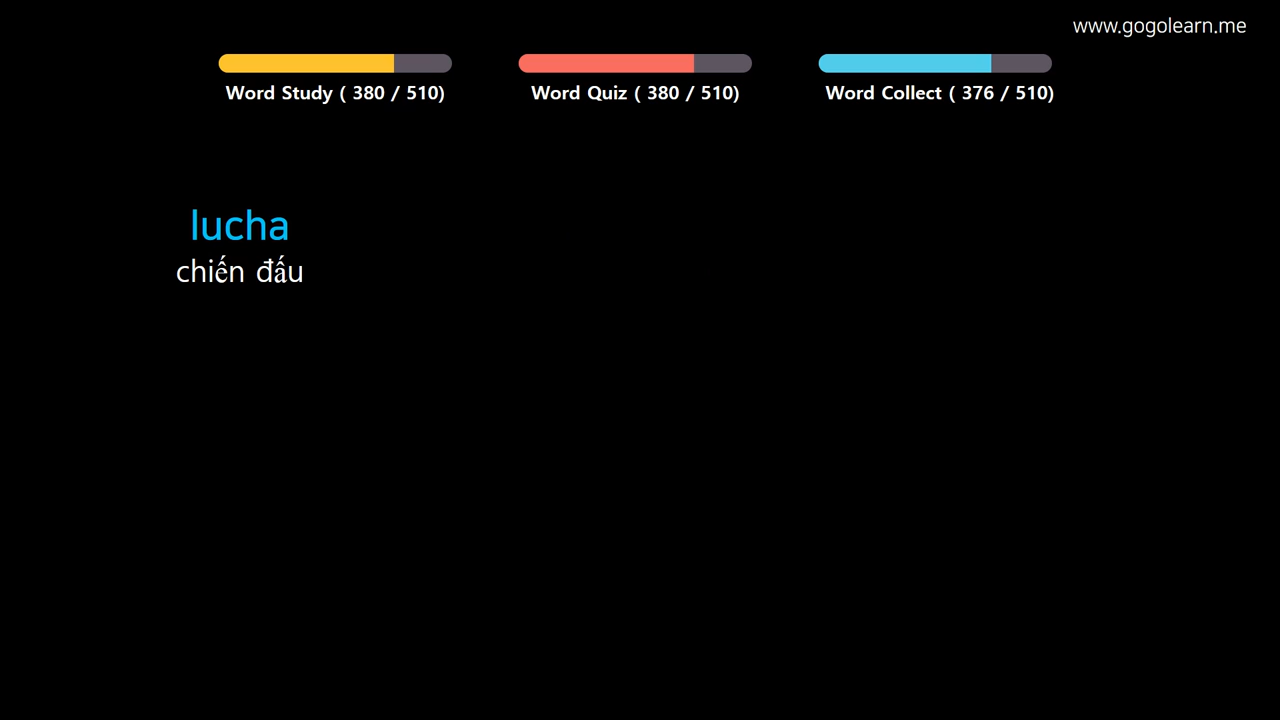 www.gogolearn.me
Word Study ( 380 / 510)
Word Quiz ( 380 / 510)
Word Collect ( 376 / 510)
lucha
chiến đấu